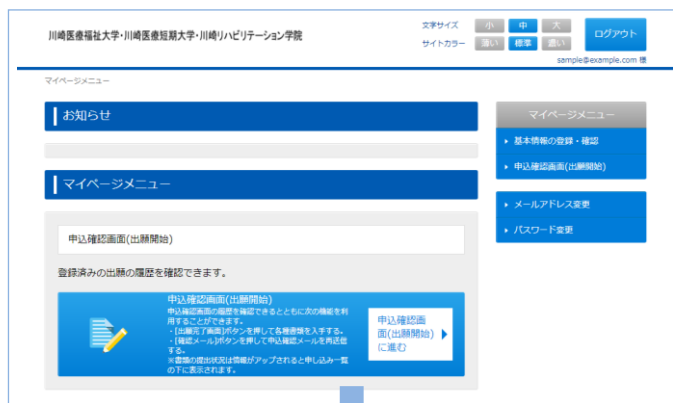 川崎医療福祉大学・川崎医療短期大学・川崎リハビリテーション学院
文字サイズ 小 中 大
サイトカラー 薄い 標準 濃い
ログアウト
sample@example.com 様
マイページメニュー
お知らせ
マイページメニュー
申込確認画面(出願開始)
登録済みの出願の履歴を確認できます。
申込確認画面(出願開始)
申込確認画面の履歴を確認できるとともに次の機能を利
用することができます。
・[出願完了画面]ボタンを押して各種書類を入手する。
・[確認メール]ボタンを押して申込確認メールを再送信
する。
※書類の提出状況は情報がアップされると申し込み一覧
の下に表示されます。
申込確認画
面(出願開始)
に進む
マイページメニュー
基本情報の登録・確認
申込確認画面(出願開始)
メールアドレス変更
パスワード変更